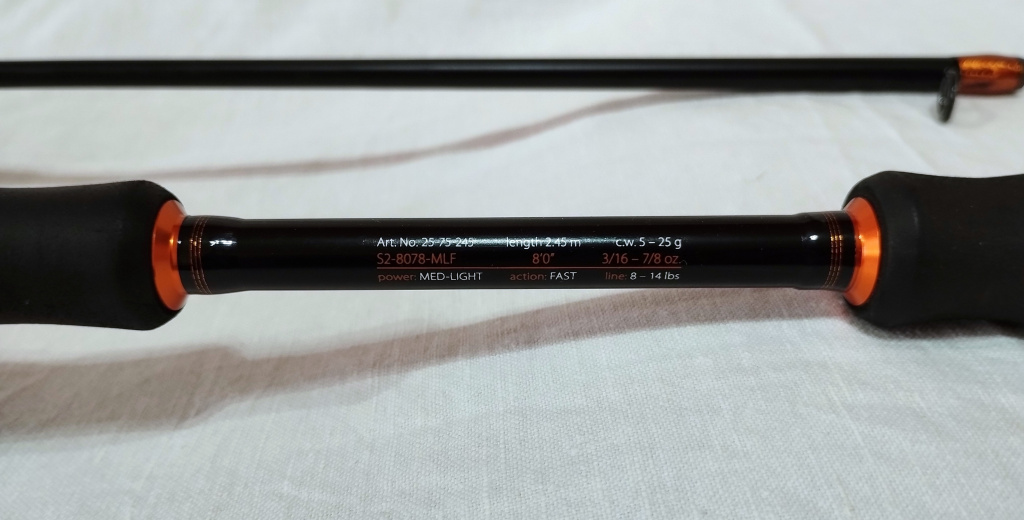 Art. No. 25 75 245 length 2.45 m c.w. 5 – 25 g
S2-8078-MLF 8'0" 3/16 – 7/8 oz.
power: MED-LIGHT action: FAST line: 8 – 14 lbs